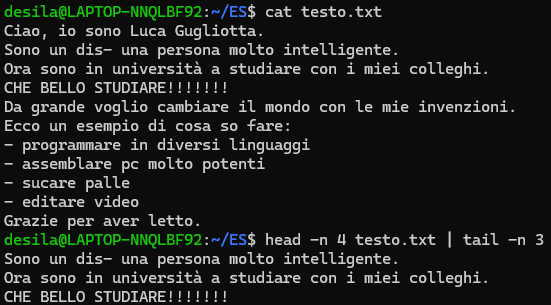 desila@LAPTOP-NNQLBF92:~/ES$ cat testo.txt
Ciao, io sono Luca Gugliotta.
Sono un dis- una persona molto intelligente.
Ora sono in università a studiare con i miei colleghi.
CHE BELLO STUDIARE!!!!!!!
Da grande voglio cambiare il mondo con le mie invenzioni.
Ecco un esempio di cosa so fare:
- programmare in diversi linguaggi
- assemblare pc molto potenti
- sucare palle
- editare video
Grazie per aver letto.
desila@LAPTOP-NNQLBF92:~/ES$ head -n 4 testo.txt | tail -n 3
Sono un dis- una persona molto intelligente.
Ora sono in università a studiare con i miei colleghi.
CHE BELLO STUDIARE!!!!!!!